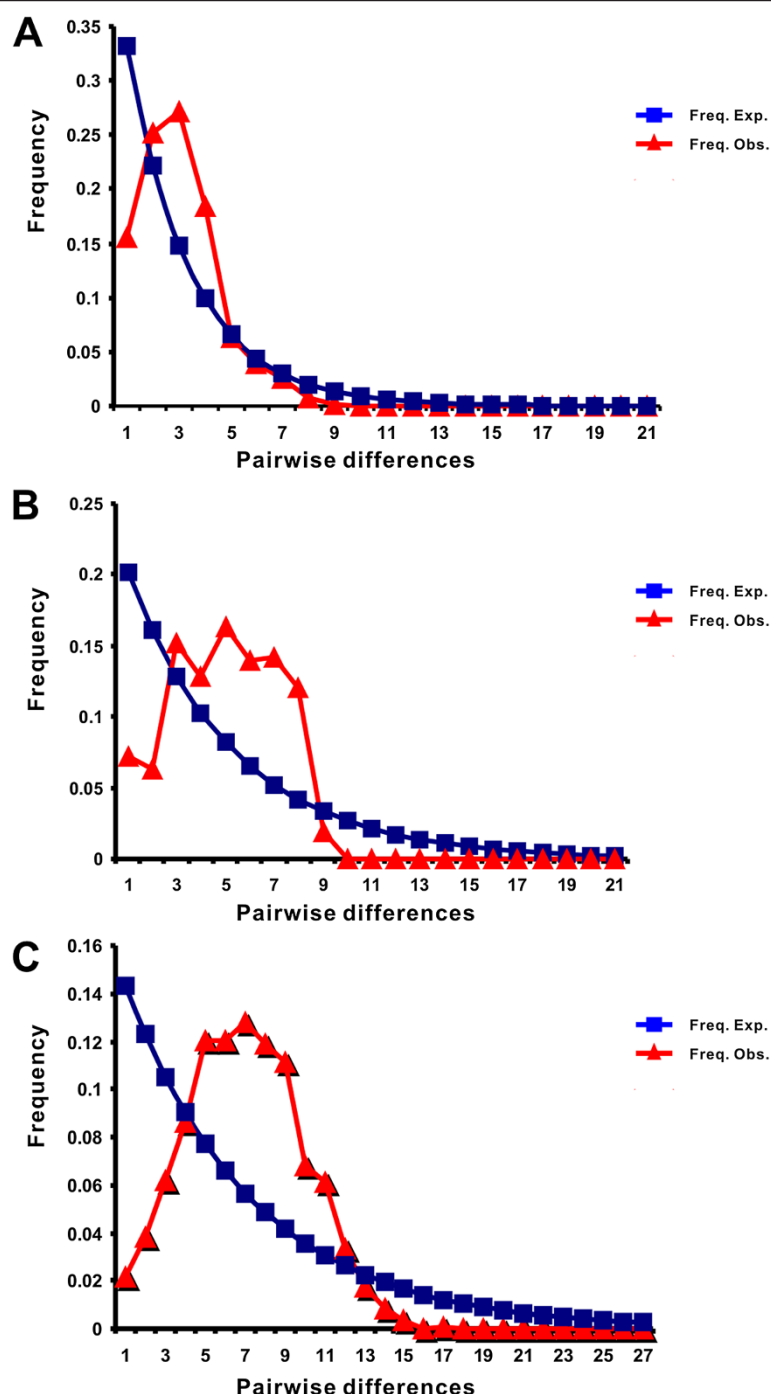 A
0.35
0.3
0.25
0.2
0.15
0.1
0.05
0
Frequency
Freq. Exp.
Freq. Obs.
1 3 5 7 9 11 13 15 17 19 21
Pairwise differences
B
0.25
0.2
0.15
0.1
0.05
0
Frequency
Freq. Exp.
Freq. Obs.
1 3 5 7 9 11 13 15 17 19 21
Pairwise differences
C
0.16
0.14
0.12
0.1
0.08
0.06
0.04
0.02
0
Frequency
Freq. Exp.
Freq. Obs.
1 3 5 7 9 11 13 15 17 19 21 23 25 27
Pairwise differences